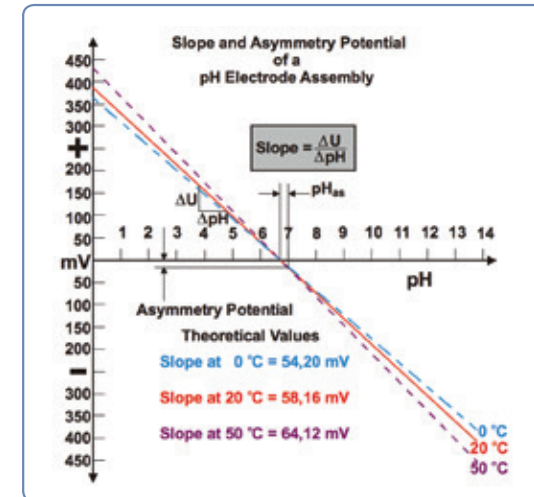 Slope and Asymmetry Potential
of a
pH Electrode Assembly
450
400
350
300
+
250
200
150
100
50
mV
50
100
150
200
-
250
300
350
400
450
Slope = ΔU
ΔpH
pHas
ΔU
ΔpH
1 2 3 4 5 6 7 8 9 10 11 12 13 14
pH
Asymmetry Potential
Theoretical Values
Slope at 0 °C = 54,20 mV
Slope at 20 °C = 58,16 mV
Slope at 50 °C = 64,12 mV
0 °C
20 °C
50 °C